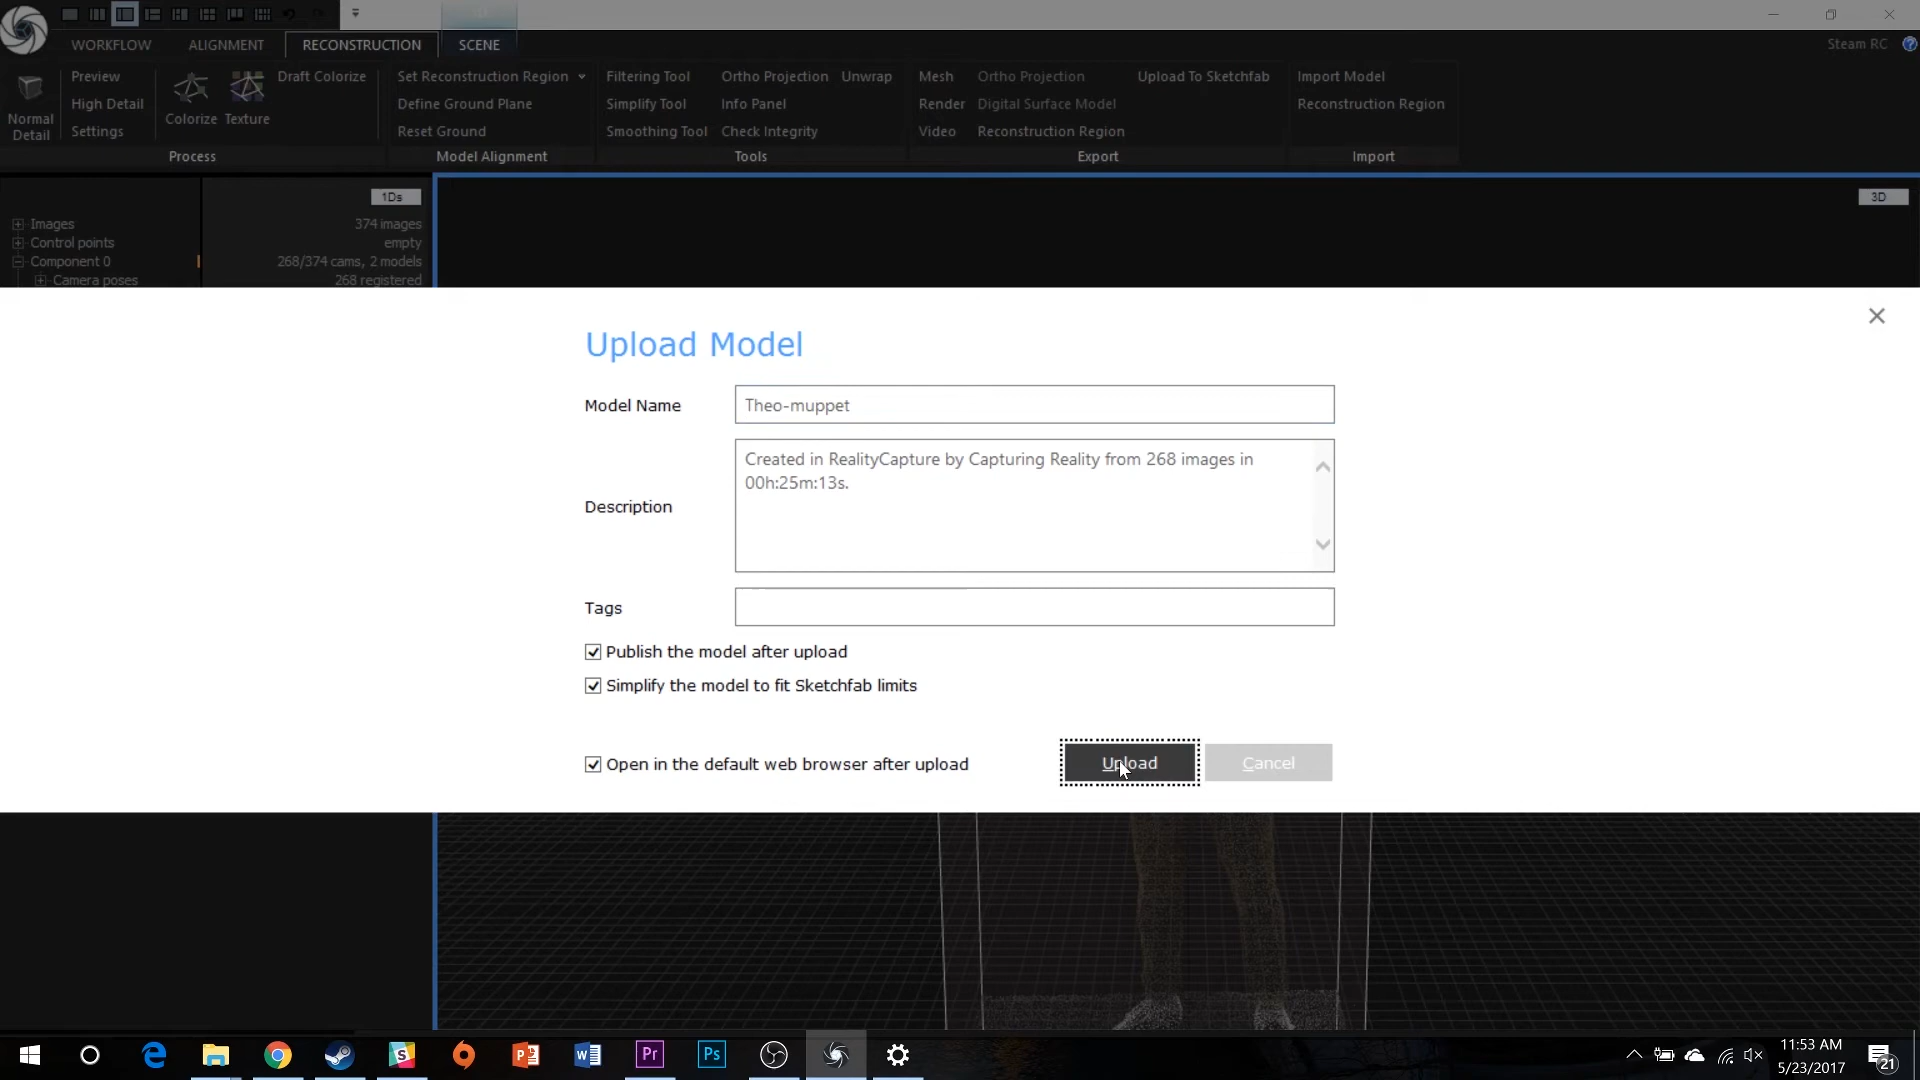 WORKFLOW ALIGNMENT RECONSTRUCTION SCENE Steam RC
Preview Draft Colorize Set Reconstruction Region Filtering Tool Ortho Projection Unwrap Mesh Ortho Projection Upload To Sketchfab Import Model
High Detail Define Ground Plane Simplify Tool Info Panel Render Digital Surface Model Reconstruction Region
Normal Detail Settings Colorize Texture Reset Ground Smoothing Tool Check Integrity Video Reconstruction Region
Process Model Alignment Tools Export Import
1Ds 3D
Images 374 images
Control points empty
Component 0 268/374 cams, 2 models
Camera poses 268 registered
Upload Model
Model Name Theo-muppet
Created in RealityCapture by Capturing Reality from 268 images in
00h:25m:13s.
Description
Tags
Publish the model after upload
Simplify the model to fit Sketchfab limits
Open in the default web browser after upload Upload Cancel
Pr Ps
11:53 AM
5/23/2017
21